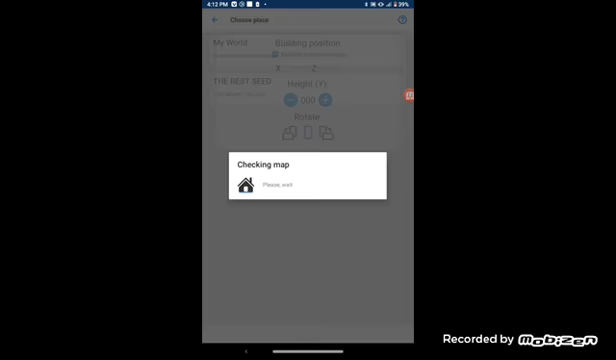 4:12 PM
39%
Choose place
My World
Building position
X
Z
THE BEST SEED
Height (Y)
000
Rotate
Checking map
Please, wait
Recorded by MOBIZEN